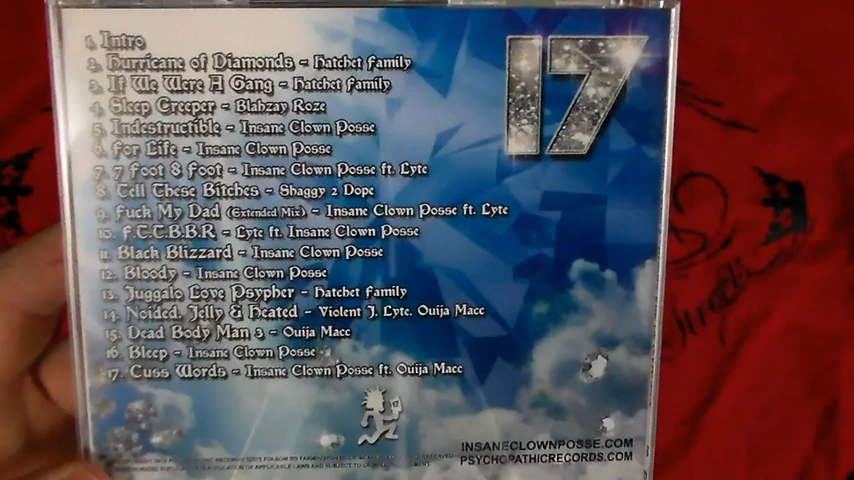 1. Intro
2. Hurricane of Diamonds - Hatchet Family
3. If We Were A Gang - Hatchet Family
4. Sleep Creeper - Blahzay Roze
5. Indestructible - Insane Clown Posse
6. For Life - Insane Clown Posse
7. 7 Foot 8 Foot - Insane Clown Posse ft. Lyte
8. Tell These Bitches - Shaggy 2 Dope
9. Fuck My Dad (Extended Mix) - Insane Clown Posse ft. Lyte
10. F.T.T.B.B.R. - Lyte ft. Insane Clown Posse
11. Black Blizzard - Insane Clown Posse
12. Bloody - Insane Clown Posse
13. Juggalo Love Psypher - Hatchet Family
14. Noided, Jelly & Heated - Violent J, Lyte, Ouija Macc
15. Dead Body Man 3 - Ouija Macc
16. Bleep - Insane Clown Posse
17. Cuss Words - Insane Clown Posse ft. Ouija Macc
17
INSANECLOWNPOSSE.COM
PSYCHOPATHICRECORDS.COM